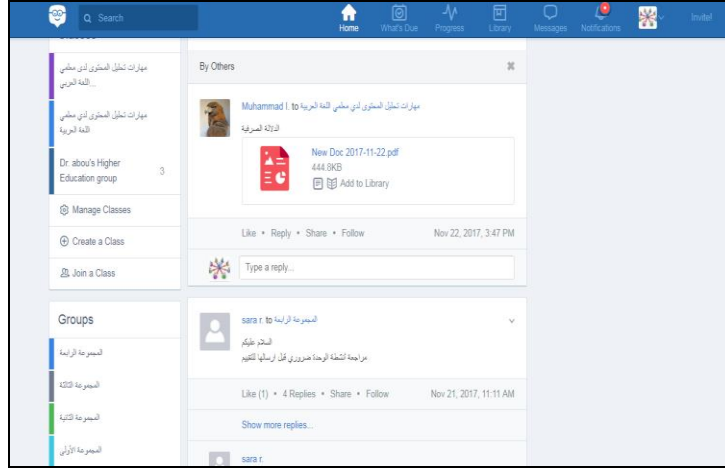 Search
Home
What's Due
Progress
Library
Messages
Notifications
Invite!
مهارات تحليل المحتوى لدى معلمي
اللغة العربي...
مهارات تحليل المحتوى لدي معلمي
اللغة العربية
Dr. abou's Higher
Education group
3
Manage Classes
Create a Class
Join a Class
Groups
المجموعة الرابعة
المجموعة الثالثة
المجموعة الثانية
المجموعة الأولى
By Others
Muhammad I. to مهارات تحليل المحتوى لدي معلمي اللغة العربية
الدلالة الصرفية
New Doc 2017-11-22.pdf
444.8KB
Add to Library
Like • Reply • Share • Follow
Nov 22, 2017, 3:47 PM
Type a reply...
sara r. to المجموعة الرابعة
السلام عليكم
مراجعة أنشطة الوحدة ضروري قبل ارسالها للتقييم
Like (1) • 4 Replies • Share • Follow
Nov 21, 2017, 11:11 AM
Show more replies...
sara r.